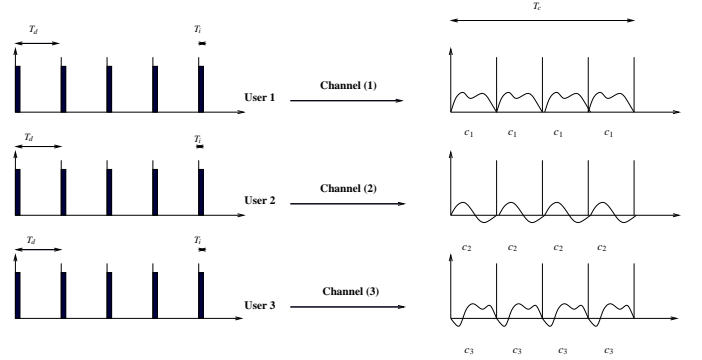 T_c
T_d T_i
User 1 Channel (1)
c_1 c_1 c_1 c_1
T_d T_i
User 2 Channel (2)
c_2 c_2 c_2 c_2
T_d T_i
User 3 Channel (3)
c_3 c_3 c_3 c_3